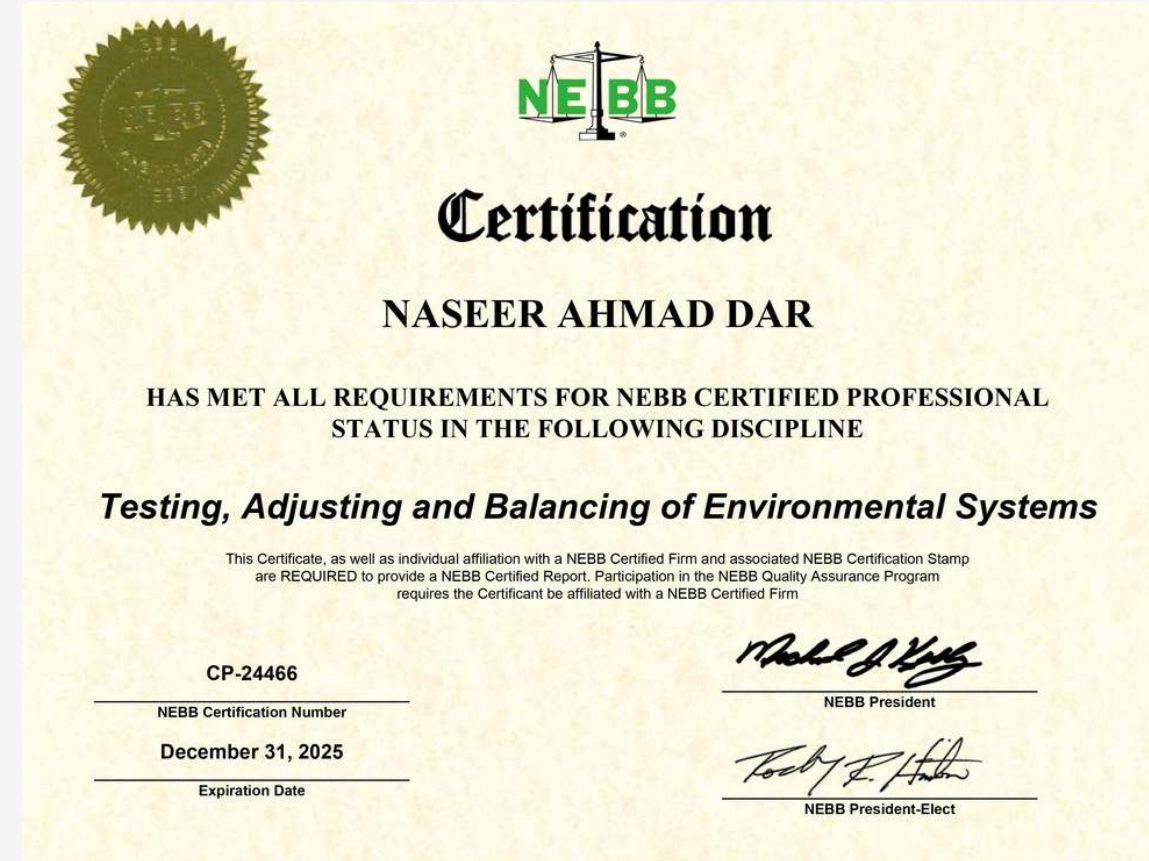 NEBB
Certification
NASEER AHMAD DAR
HAS MET ALL REQUIREMENTS FOR NEBB CERTIFIED PROFESSIONAL
STATUS IN THE FOLLOWING DISCIPLINE
Testing, Adjusting and Balancing of Environmental Systems
This Certificate, as well as individual affiliation with a NEBB Certified Firm and associated NEBB Certification Stamp
are REQUIRED to provide a NEBB Certified Report. Participation in the NEBB Quality Assurance Program
requires the Certificant be affiliated with a NEBB Certified Firm
CP-24466
NEBB Certification Number
December 31, 2025
Expiration Date
NEBB President
NEBB President-Elect